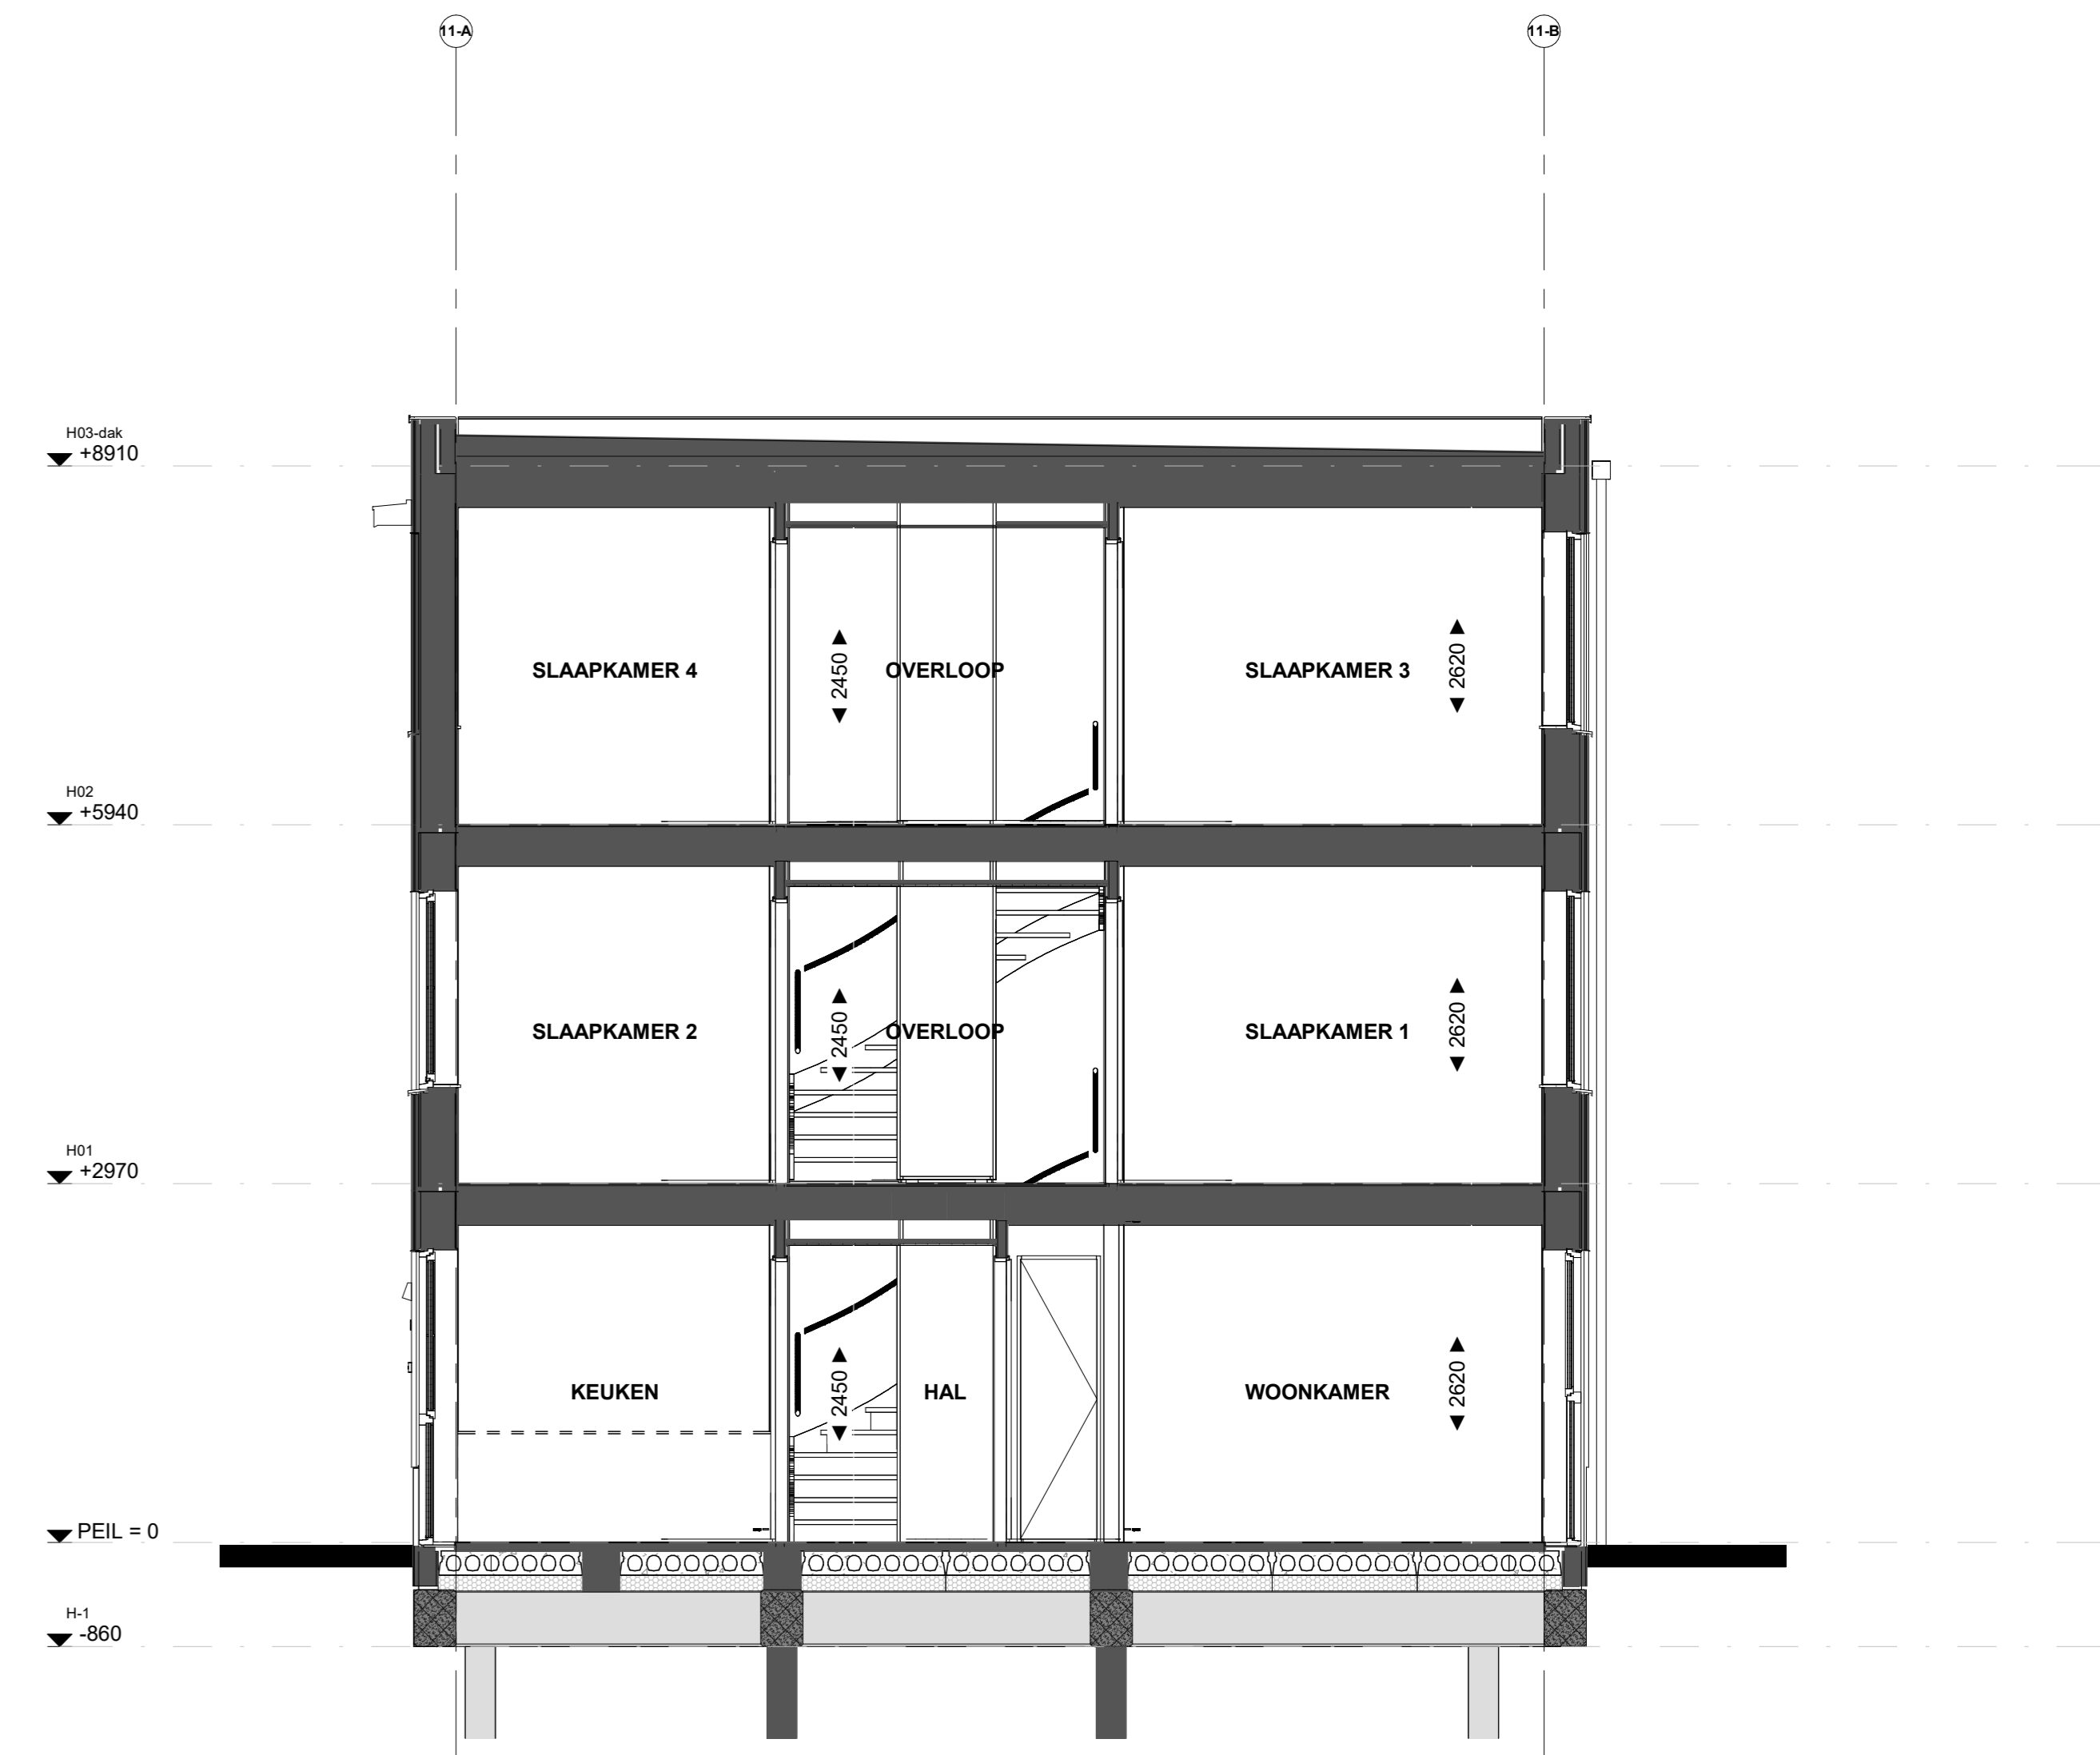 11-A
11-B
H03-dak
+8910
SLAAPKAMER 4
2450
OVERLOOP
SLAAPKAMER 3
2620
H02
+5940
SLAAPKAMER 2
2450
OVERLOOP
SLAAPKAMER 1
2620
H01
+2970
KEUKEN
2450
HAL
WOONKAMER
2620
PEIL = 0
H-1
-860